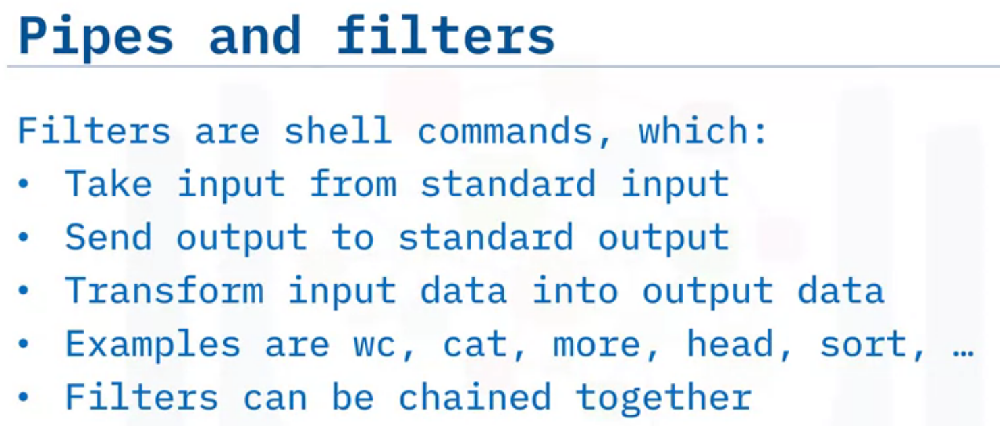 Pipes and filters
Filters are shell commands, which:
• Take input from standard input
• Send output to standard output
• Transform input data into output data
• Examples are wc, cat, more, head, sort, …
• Filters can be chained together